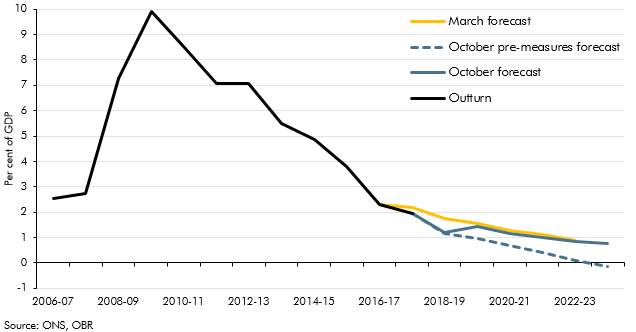 10
9
8
7
6
5
4
3
2
1
0
-1
Per cent of GDP
March forecast
October pre-measures forecast
October forecast
Outturn
2006-07 2008-09 2010-11 2012-13 2014-15 2016-17 2018-19 2020-21 2022-23
Source: ONS, OBR